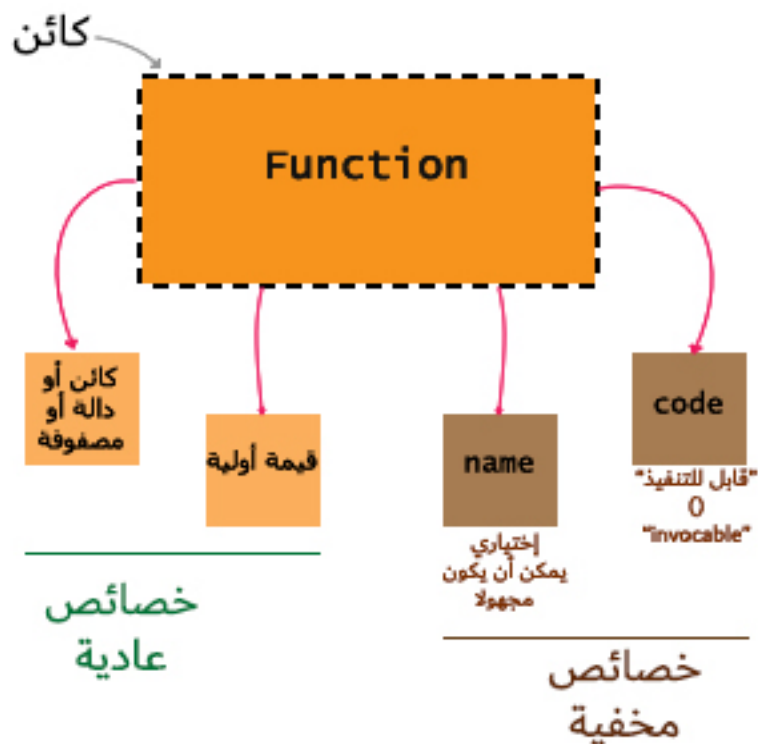 كائن
Function
كائن أو
دالة أو
مصفوفة
قيمة أولية
name
code
"قابل للتنفيذ"
()
"invocable"
إختياري
يمكن أن يكون
مجهولا
خصائص
عادية
خصائص
مخفية